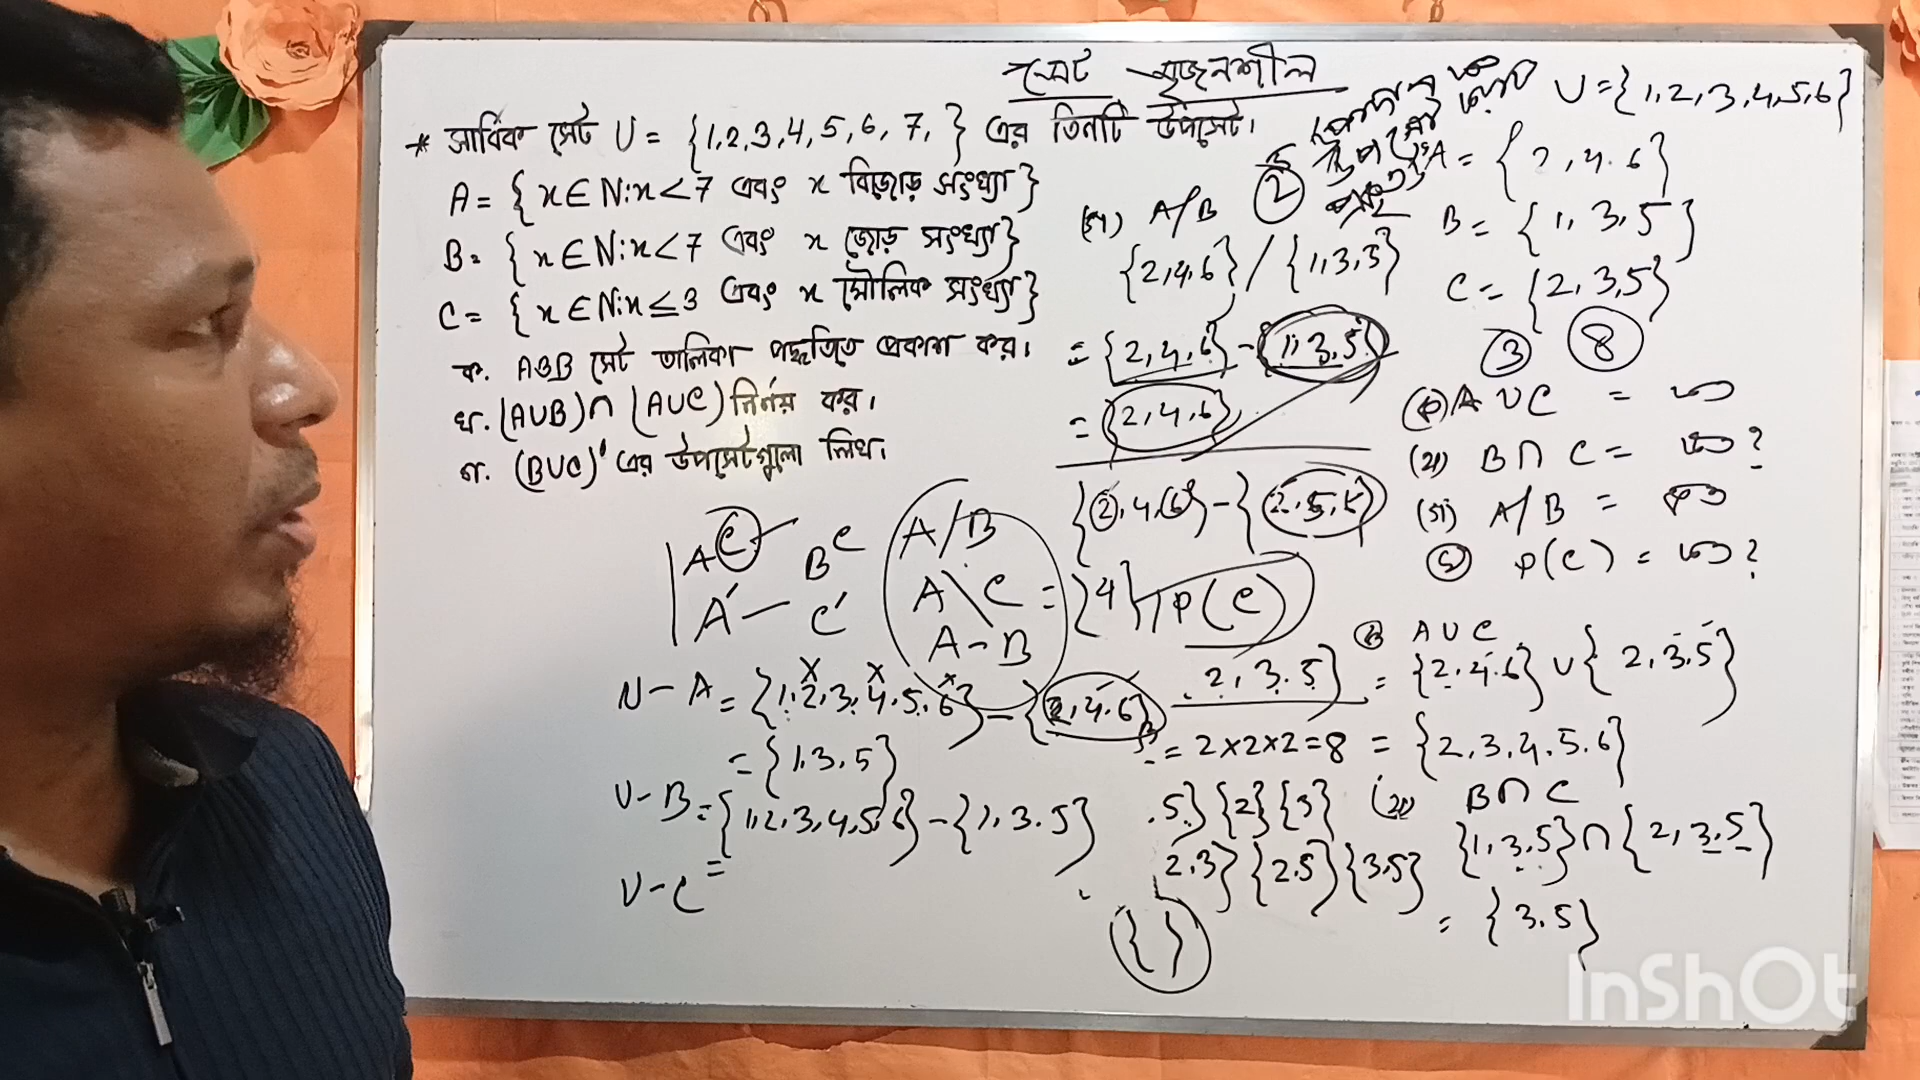 সেট সৃজনশীল
* সার্বিক সেট U = {1,2,3,4,5,6,7,} এর তিনটি উপসেট।
A = {x∈N:x<7 এবং x বিজোড় সংখ্যা}
B = {x∈N:x<7 এবং x জোড় সংখ্যা}
C = {x∈N:x≤3 এবং x মৌলিক সংখ্যা}
ক. A ও B সেট তালিকা পদ্ধতিতে প্রকাশ কর।
খ. (A∪B)∩(A∪C) নির্ণয় কর।
গ. (B∪C)' এর উপসেটগুলো লিখ।
A^C B^C
A' C'
A/B
A\C
A-B
N-A = {1,2,3,4,5,6} - {2,4,6}
= {1,3,5}
U-B = {1,2,3,4,5,6} - {1,3,5}
U-C =
(গ) A/B
{2,4,6} / {1,3,5}
= {2,4,6} - {1,3,5}
= {2,4,6}
{2,4,6} - {2,5,5}
= {4}
P(C)
2,3,5}
= 2×2×2=8
.5} {2} {3}
2,3} {2,5} {3,5}
{ }
U={1,2,3,4,5,6}
A = {2,4,6}
B = {1,3,5}
C = {2,3,5}
2
3 8
(ক) A∪C =
(খ) B∩C = ?
(গ) A/B =
P(C) = ?
A∪C
= {2,4,6} ∪ {2,3,5}
= {2,3,4,5,6}
(খ) B∩C
{1,3,5} ∩ {2,3,5}
= {3,5}
InShOt